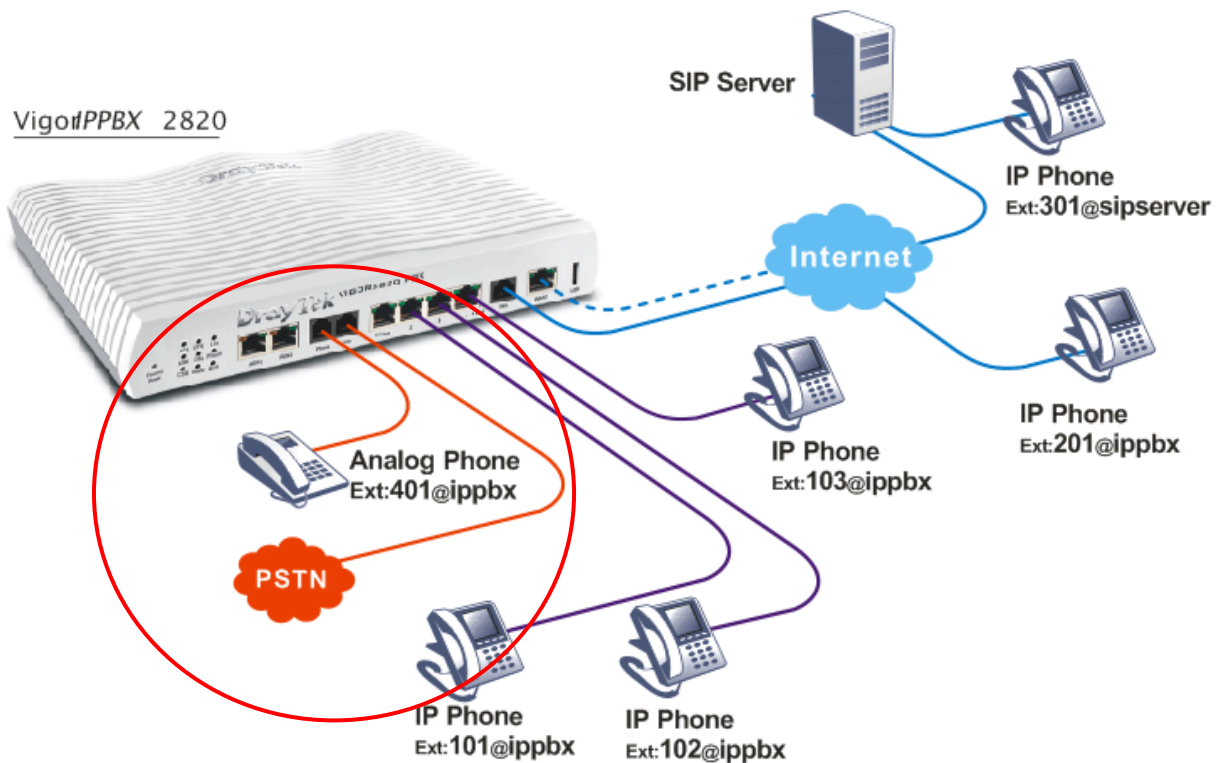 VigorIPPBX 2820
SIP Server
IP Phone
Ext:301@sipserver
Internet
DrayTek
IP Phone
Ext:201@ippbx
IP Phone
Ext:103@ippbx
Analog Phone
Ext:401@ippbx
PSTN
IP Phone
Ext:101@ippbx
IP Phone
Ext:102@ippbx